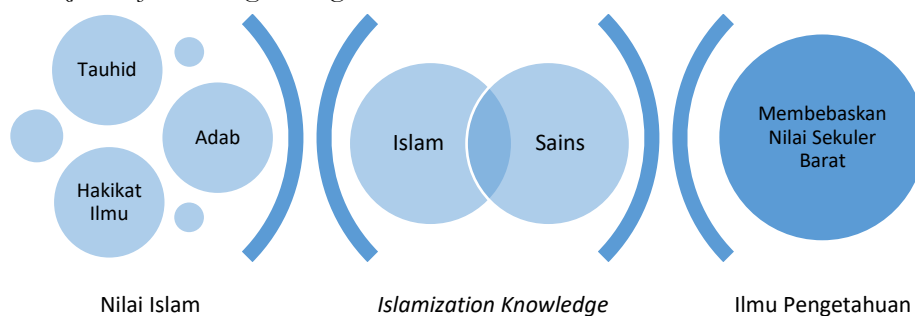 Tauhid
Adab
Hakikat
Ilmu
Islam
Sains
Membebaskan
Nilai Sekuler
Barat
Nilai Islam
Islamization Knowledge
Ilmu Pengetahuan